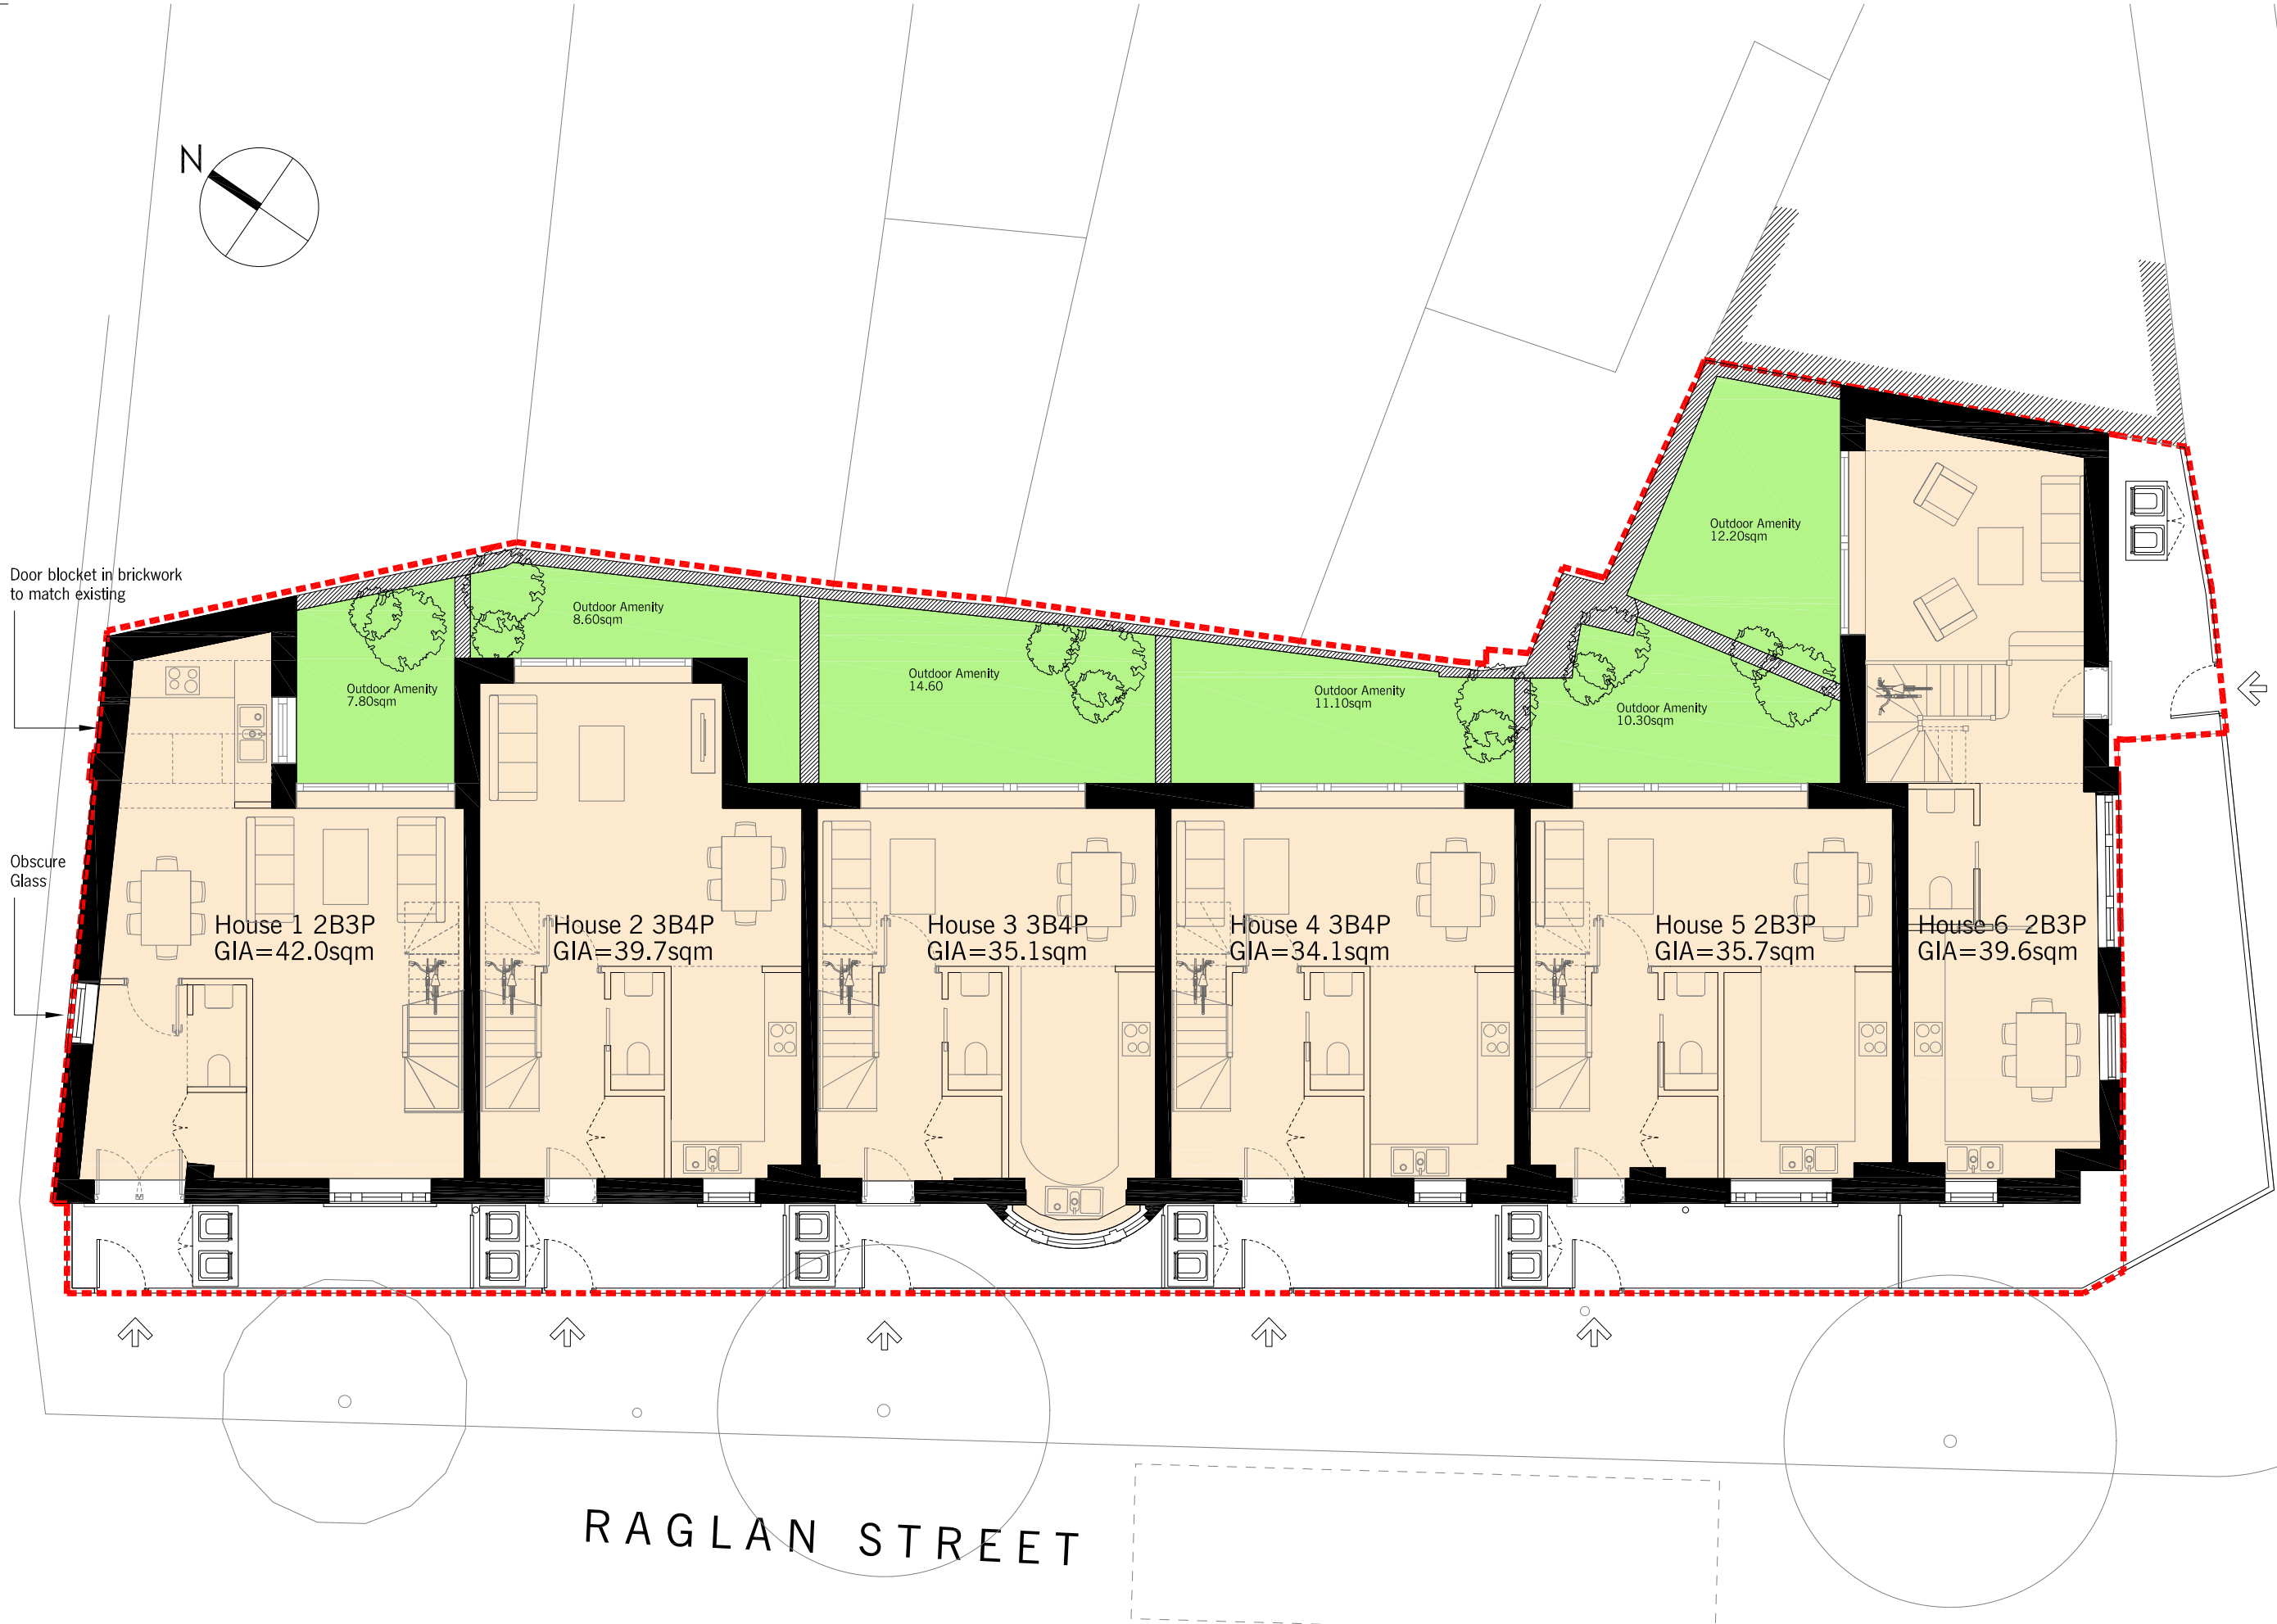 N
Door blocket in brickwork
to match existing
Obscure
Glass
Outdoor Amenity
7.80sqm
Outdoor Amenity
8.60sqm
Outdoor Amenity
14.60
Outdoor Amenity
11.10sqm
Outdoor Amenity
10.30sqm
Outdoor Amenity
12.20sqm
House 1 2B3P
GIA=42.0sqm
House 2 3B4P
GIA=39.7sqm
House 3 3B4P
GIA=35.1sqm
House 4 3B4P
GIA=34.1sqm
House 5 2B3P
GIA=35.7sqm
House 6 2B3P
GIA=39.6sqm
RAGLAN STREET